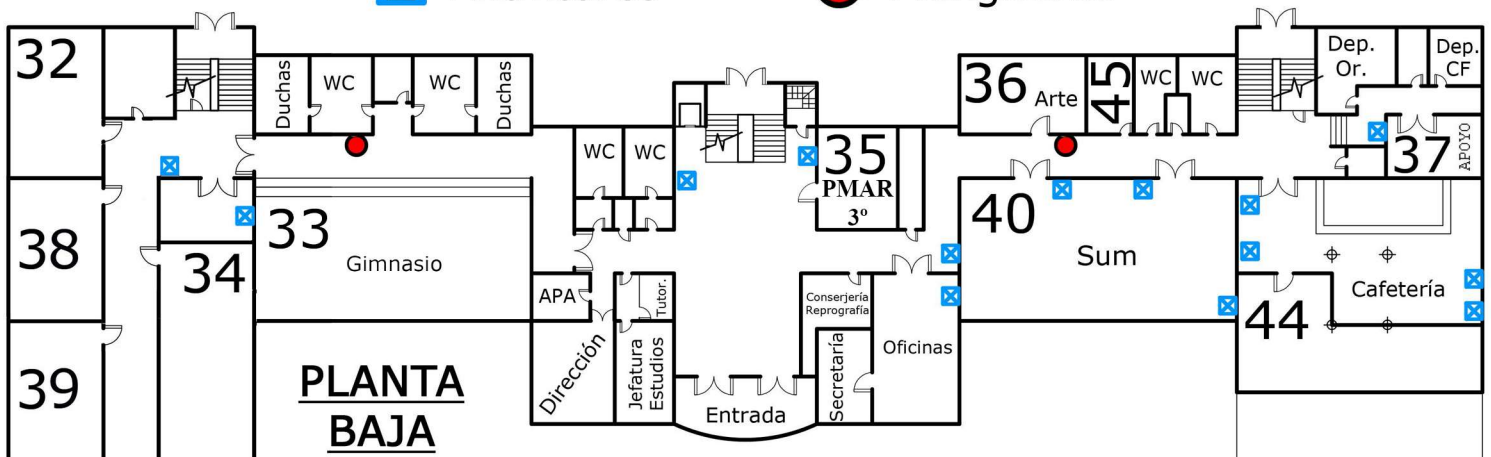 32
Duchas
WC
WC
Duchas
36
Arte
45
WC
WC
Dep.
Or.
Dep.
CF
WC
WC
35
PMAR
3º
37
APOYO
38
34
33
Gimnasio
40
Sum
Cafetería
APA
Tutor.
Conserjería
Reprografía
Oficinas
44
39
PLANTA
BAJA
Dirección
Jefatura
Estudios
Entrada
Secretaría